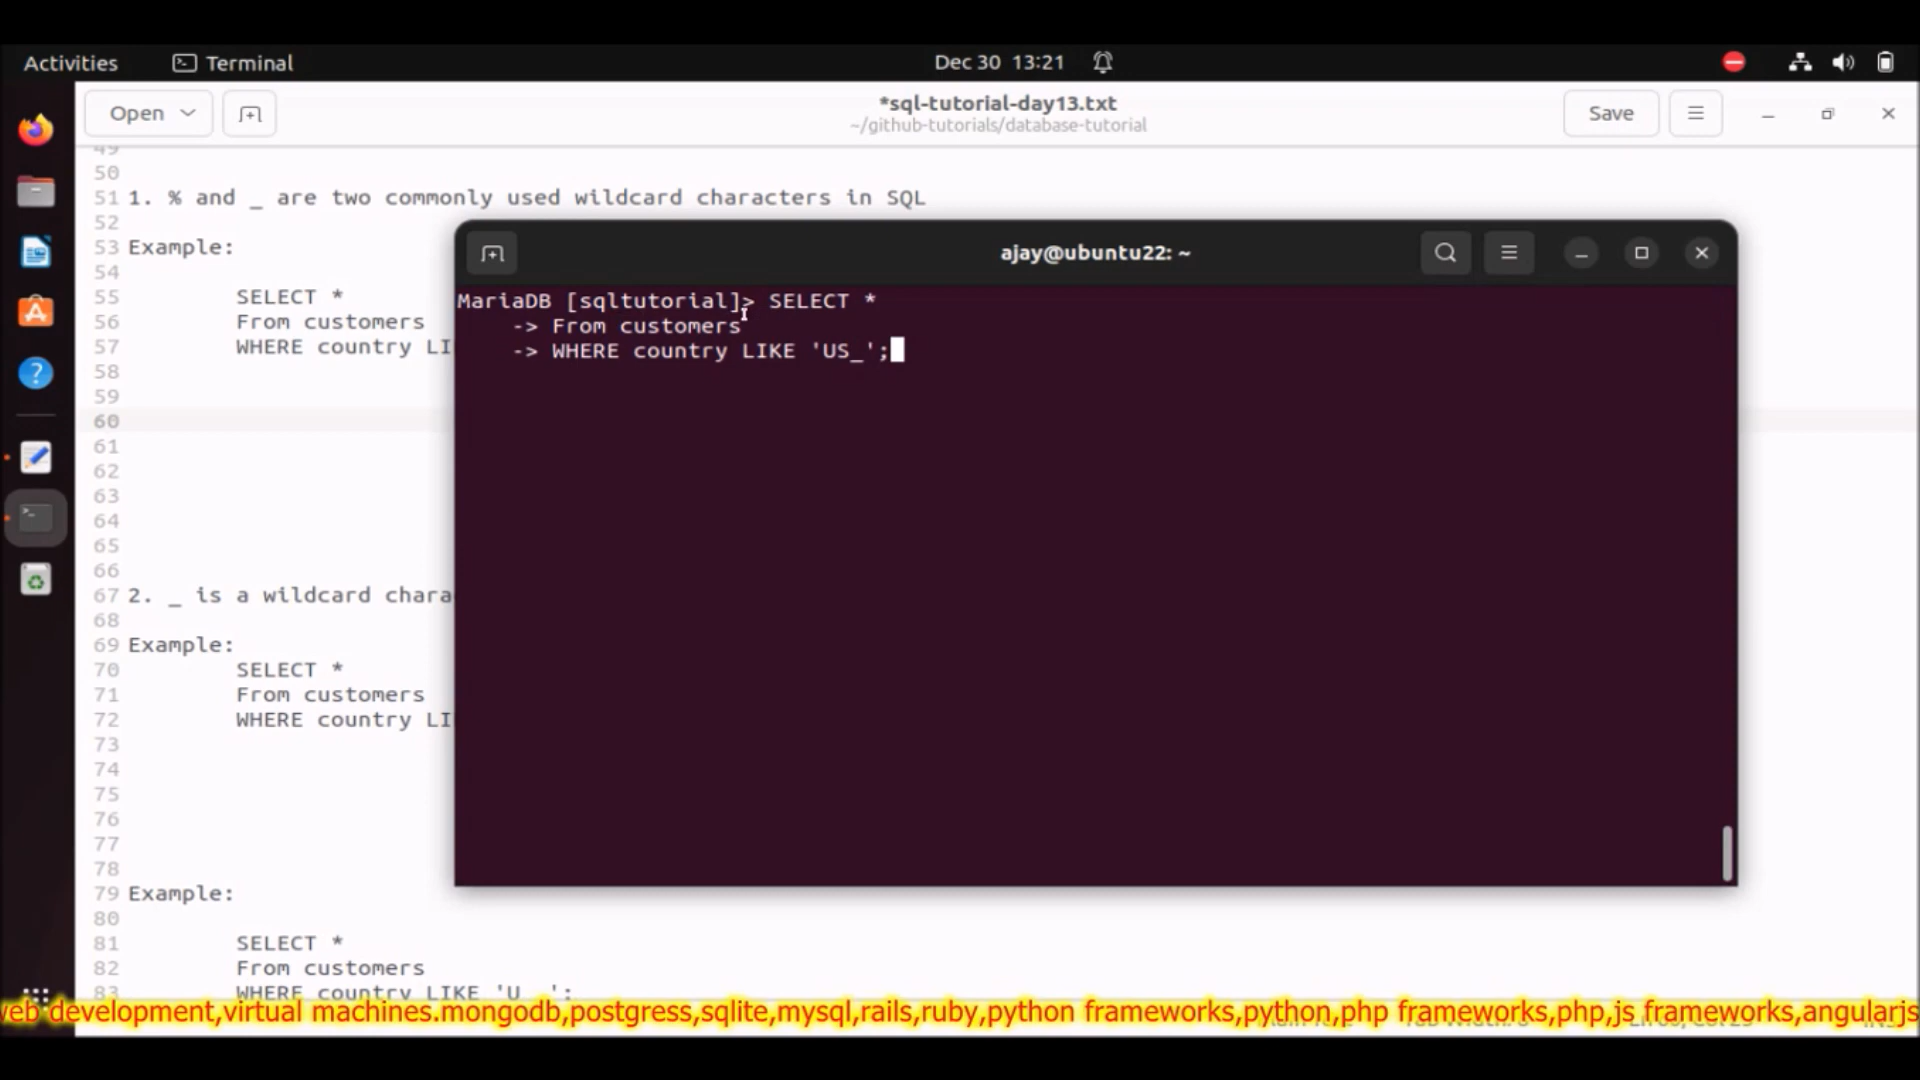 Activities
Terminal
Dec 30 13:21
Open
*sql-tutorial-day13.txt
~/github-tutorials/database-tutorial
Save
49
50
51 1. % and _ are two commonly used wildcard characters in SQL
52
53 Example:
54
55 SELECT *
56 From customers
57 WHERE country LI
58
59
60
61
62
63
64
65
66
67 2. _ is a wildcard chara
68
69 Example:
70 SELECT *
71 From customers
72 WHERE country LI
73
74
75
76
77
78
79 Example:
80
81 SELECT *
82 From customers
83 WHERE country LIKE 'U__';
ajay@ubuntu22: ~
MariaDB [sqltutorial]> SELECT *
-> From customers
-> WHERE country LIKE 'US_';
web development,virtual machines.mongodb,postgress,sqlite,mysql,rails,ruby,python frameworks,python,php frameworks,php,js frameworks,angularjs